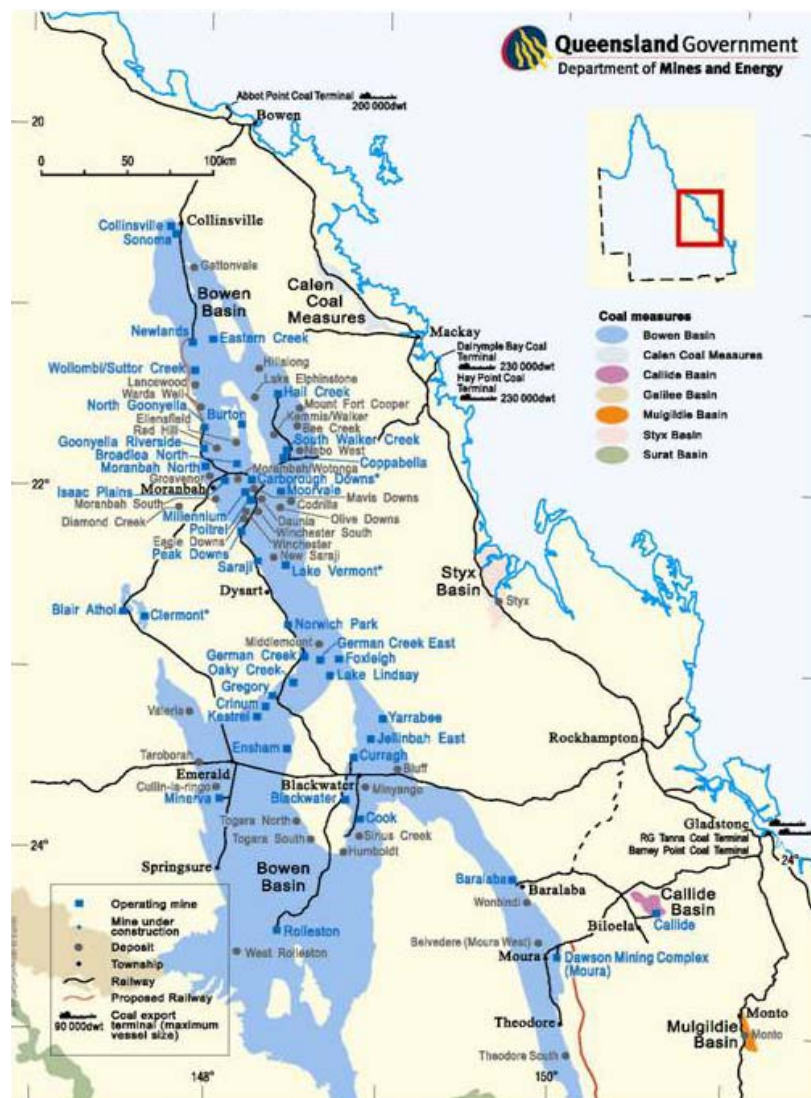 Queensland Government
Department of Mines and Energy
Abbot Point Coal Terminal
200 000dwt
Bowen
20
0 50 100km
Collinsville
Collinsville
Sonoma
Gattonvale
Bowen
Basin
Calen
Coal
Measures
Newlands
Eastern Creek
Mackay
Dalrymple Bay Coal
Terminal
230 000dwt
Hay Point Coal
Terminal
230 000dwt
Wollombi/Suttor Creek
Hillalong
Lancewood
Lake Elphinstone
Warda Well
Hail Creek
North Goonyella
Mount Fort Cooper
Ellensfield
Burton
Kemmis/Walker
Red Hill
Bee Creek
Goonyella Riverside
South Walker Creek
Broadlea North
Nebo West
Coppabella
Moranbah North
Moranbah/Wotonga
22
Grosvenor
Carborough Downs*
Isaac Plains
Moranbah
Moorvale
Mavis Downs
Moranbah South
Codrilla
Diamond Creek
Millennium
Olive Downs
Poitrel
Daunia
Eagle Downs
Winchester South
Peak Downs
Winchester
New Saraji
Saraji
Lake Vermont*
Styx
Basin
Styx
Dysart
Blair Athol
Clermont*
Norwich Park
Middlemount
German Creek East
German Creek
Foxleigh
Oaky Creek
Lake Lindsay
Gregory
Crinum
Kestrel
Valeria
Yarrabee
Jellinbah East
Ensham
Curragh
Rockhampton
Taroborah
Bluff
Emerald
Blackwater
Minyango
Cullin-la-ringo
Minerva
Blackwater
Cook
Togara North
Sirius Creek
Togara South
Humboldt
Gladstone
RG Tanna Coal Terminal
Barney Point Coal Terminal
24°
24°
Springsure
Bowen
Basin
Baralaba
Baralaba
Wonbindi
Callide
Basin
Callide
Biloela
Rolleston
West Rolleston
Belvedere (Moura West)
Moura
Dawson Mining Complex
(Moura)
Theodore
Theodore South
Monto
Mulgildie
Basin
Monto
148°
150°
Coal measures
Bowen Basin
Calen Coal Measures
Callide Basin
Galilee Basin
Mulgildie Basin
Styx Basin
Surat Basin
Operating mine
Mine under
construction
Deposit
Township
Railway
Proposed Railway
Coal export
terminal (maximum
vessel size)
90 000dwt